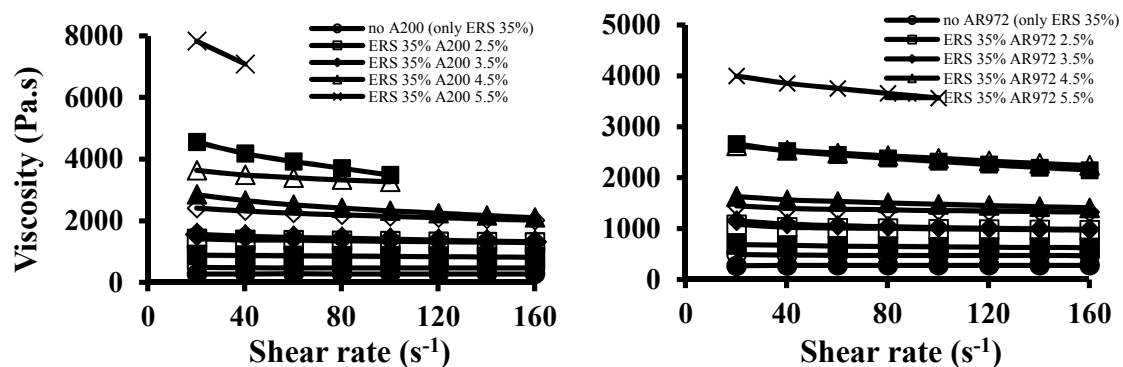 Viscosity (Pa.s)
8000
6000
4000
2000
0
0 40 80 120 160
Shear rate (s-1)
no A200 (only ERS 35%)
ERS 35% A200 2.5%
ERS 35% A200 3.5%
ERS 35% A200 4.5%
ERS 35% A200 5.5%
5000
4000
3000
2000
1000
0
0 40 80 120 160
Shear rate (s-1)
no AR972 (only ERS 35%)
ERS 35% AR972 2.5%
ERS 35% AR972 3.5%
ERS 35% AR972 4.5%
ERS 35% AR972 5.5%